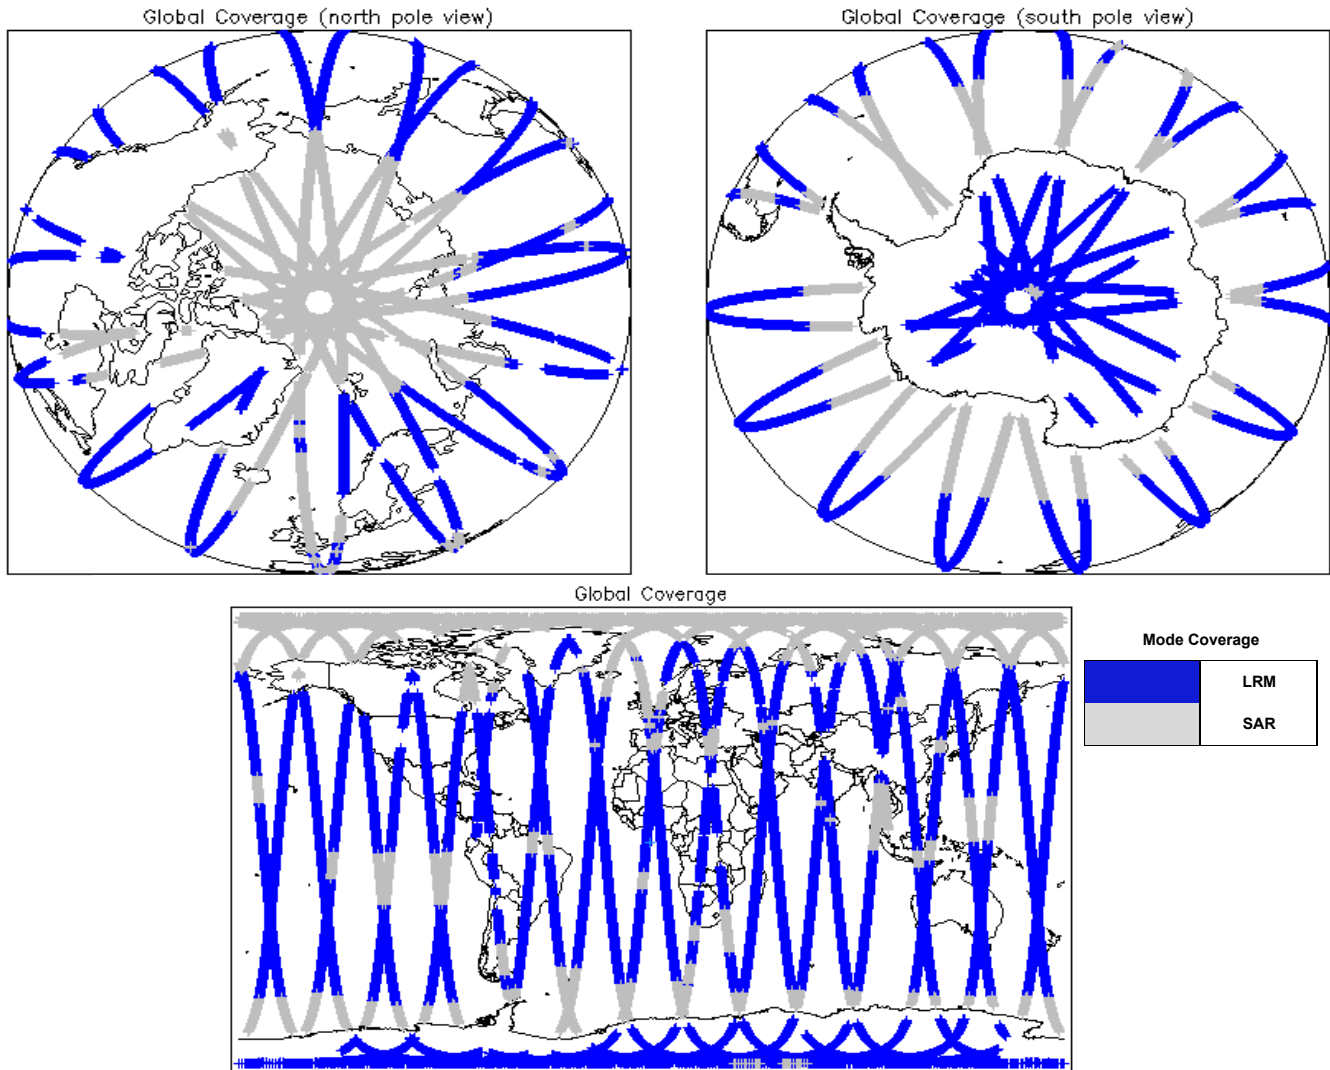 Global Coverage (north pole view)
Global Coverage (south pole view)
Global Coverage
Mode Coverage
LRM
SAR